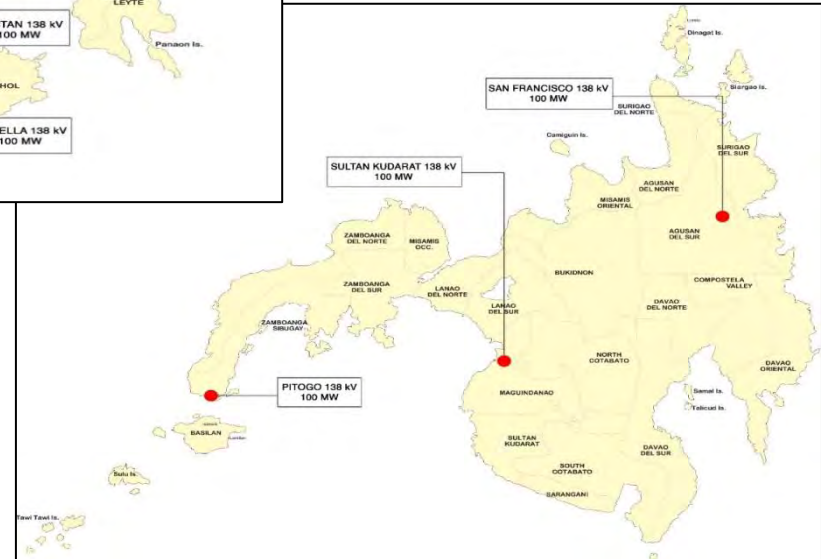 LEYTE
TAN 138 kV
100 MW
Panaon Is.
HOL
ELLA 138 kV
100 MW
Dinagat Is.
SAN FRANCISCO 138 kV
100 MW
Siargao Is.
SURIGAO
DEL NORTE
Camiguin Is.
SURIGAO
DEL SUR
SULTAN KUDARAT 138 kV
100 MW
AGUSAN
DEL NORTE
MISAMIS
ORIENTAL
AGUSAN
DEL SUR
ZAMBOANGA
DEL NORTE
MISAMIS
OCC.
BUKIDNON
COMPOSTELA
VALLEY
ZAMBOANGA
DEL SUR
LANAO
DEL NORTE
LANAO
DEL SUR
DAVAO
DEL NORTE
ZAMBOANGA
SIBUGAY
NORTH
COTABATO
DAVAO
ORIENTAL
PITOGO 138 kV
100 MW
MAGUINDANAO
Samal Is.
Talicud Is.
BASILAN
SULTAN
KUDARAT
DAVAO
DEL SUR
SOUTH
COTABATO
Sulu Is.
SARANGANI
Tawi Tawi Is.